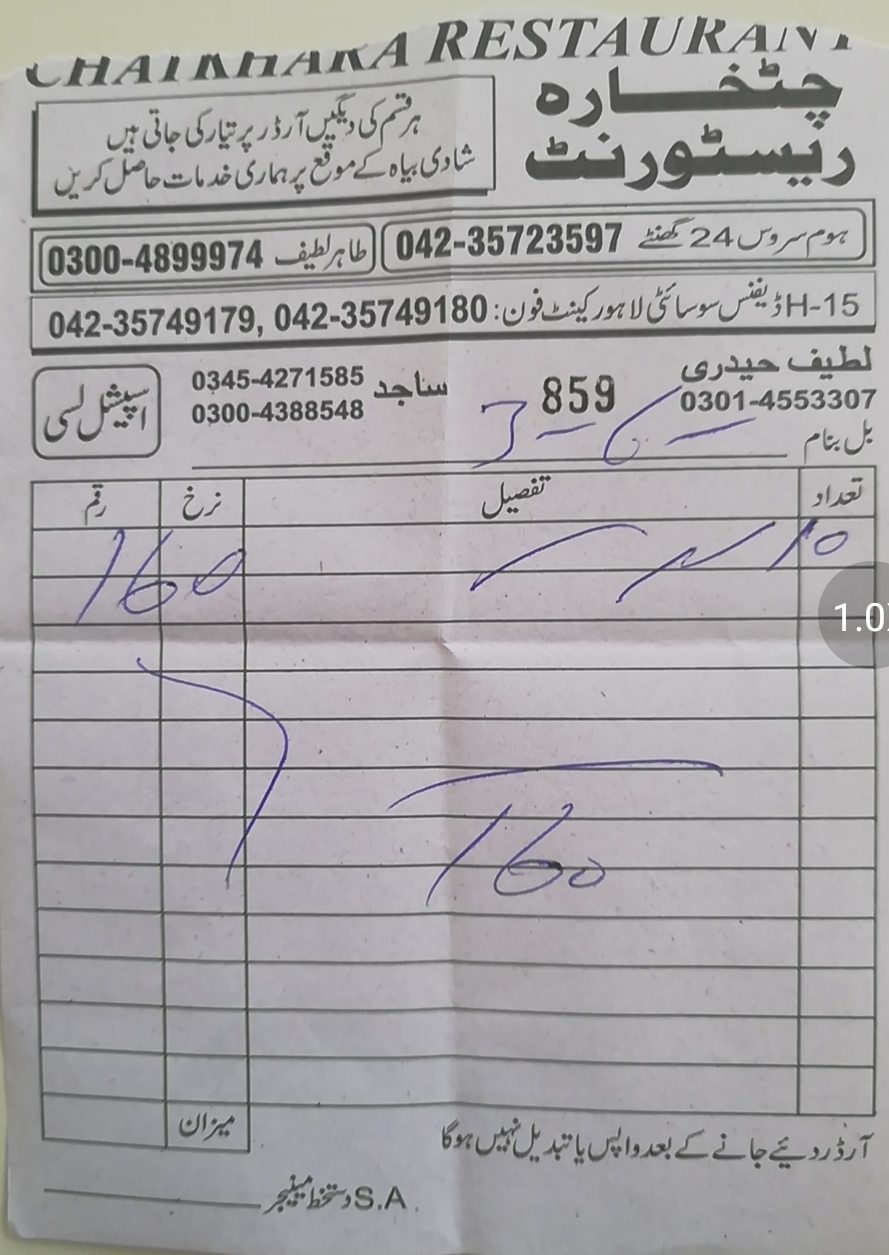 CHATKHARA RESTAURANT
چٹخارہ
ریسٹورنٹ
ہر قسم کی دیگیں آرڈر پر تیار کی جاتی ہیں
شادی بیاہ کے موقع پر ہماری خدمات حاصل کریں
ہوم سروس 24 گھنٹے 042-35723597
طاہر لطیف 0300-4899974
H-15 ڈیفنس سوسائٹی لاہور کینٹ فون: 042-35749179, 042-35749180
لطیف حیدری
0301-4553307
859
ساجد 0345-4271585
0300-4388548
اسپیشل لسی
بل بنام
تعداد تفصیل نرخ رقم
10 160
160
میزان
آرڈر دئیے جانے کے بعد واپس یا تبدیل نہیں ہوگا
S.A دستخط مینیجر
1.0